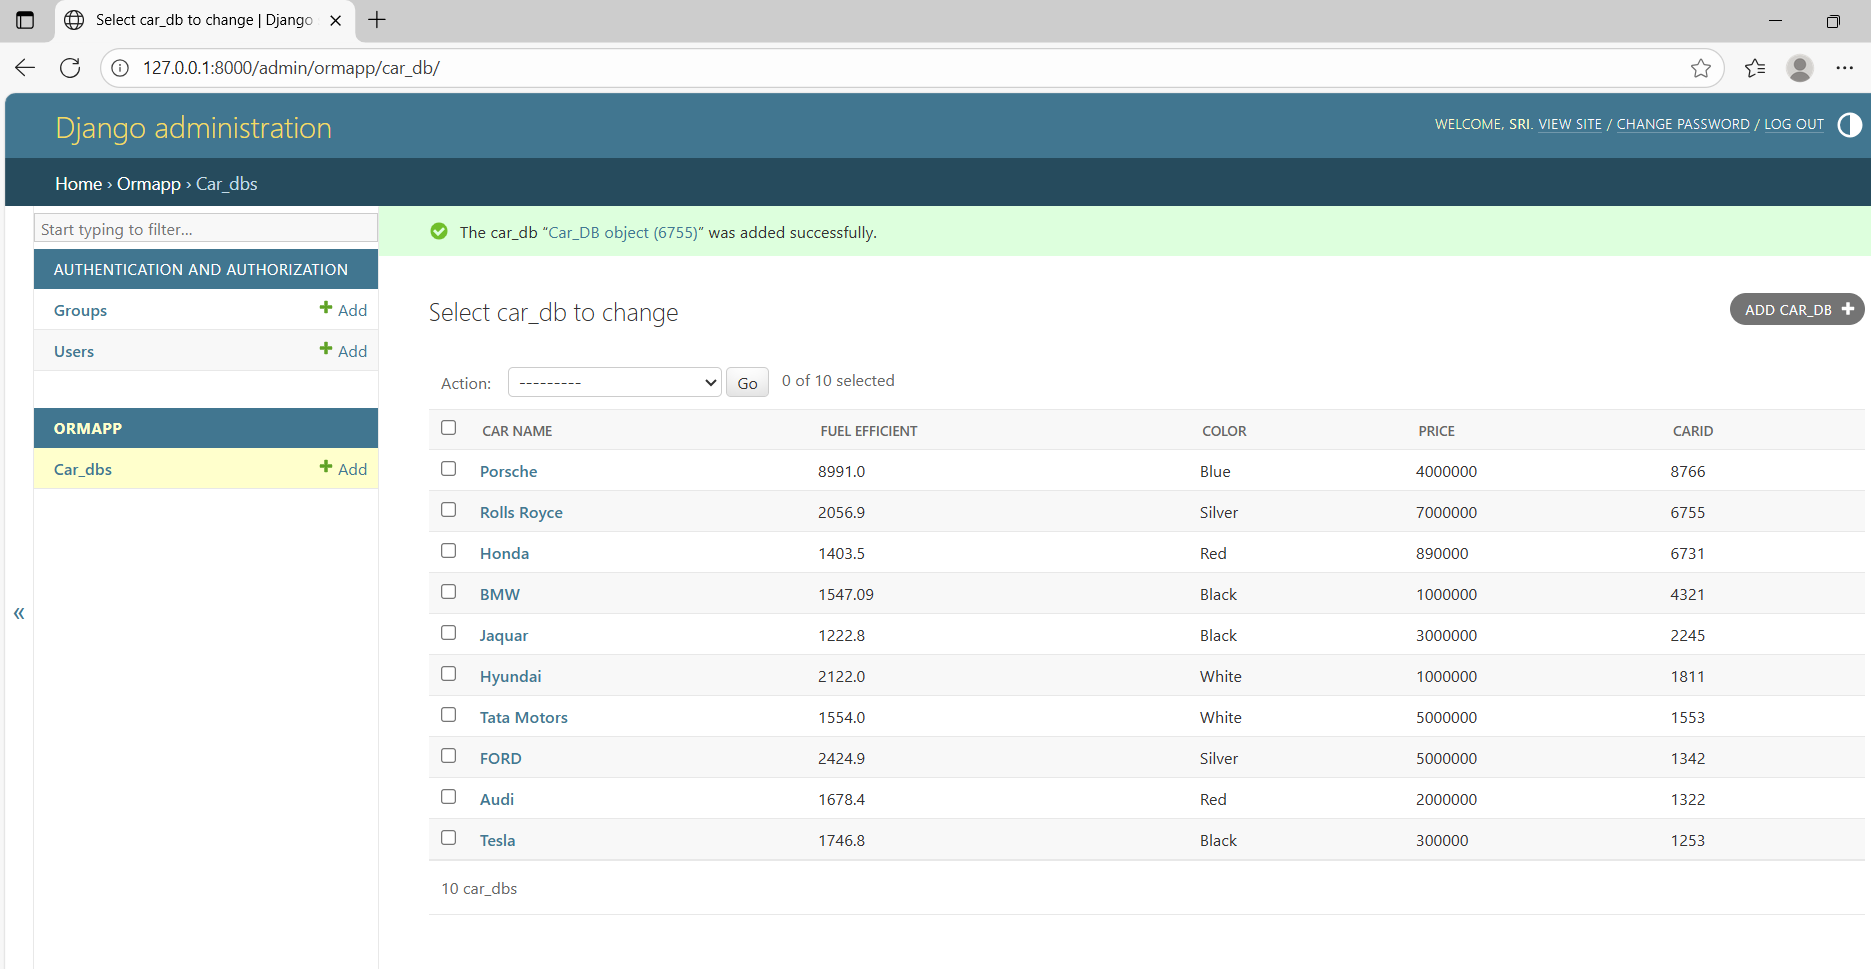 Select car_db to change | Django
127.0.0.1:8000/admin/ormapp/car_db/
Django administration
WELCOME, SRI. VIEW SITE / CHANGE PASSWORD / LOG OUT
Home › Ormapp › Car_dbs
Start typing to filter...
AUTHENTICATION AND AUTHORIZATION
Groups Add
Users Add
ORMAPP
Car_dbs Add
«
The car_db “Car_DB object (6755)” was added successfully.
Select car_db to change
ADD CAR_DB
Action: --------- Go 0 of 10 selected
CAR NAME FUEL EFFICIENT COLOR PRICE CARID
Porsche 8991.0 Blue 4000000 8766
Rolls Royce 2056.9 Silver 7000000 6755
Honda 1403.5 Red 890000 6731
BMW 1547.09 Black 1000000 4321
Jaquar 1222.8 Black 3000000 2245
Hyundai 2122.0 White 1000000 1811
Tata Motors 1554.0 White 5000000 1553
FORD 2424.9 Silver 5000000 1342
Audi 1678.4 Red 2000000 1322
Tesla 1746.8 Black 300000 1253
10 car_dbs